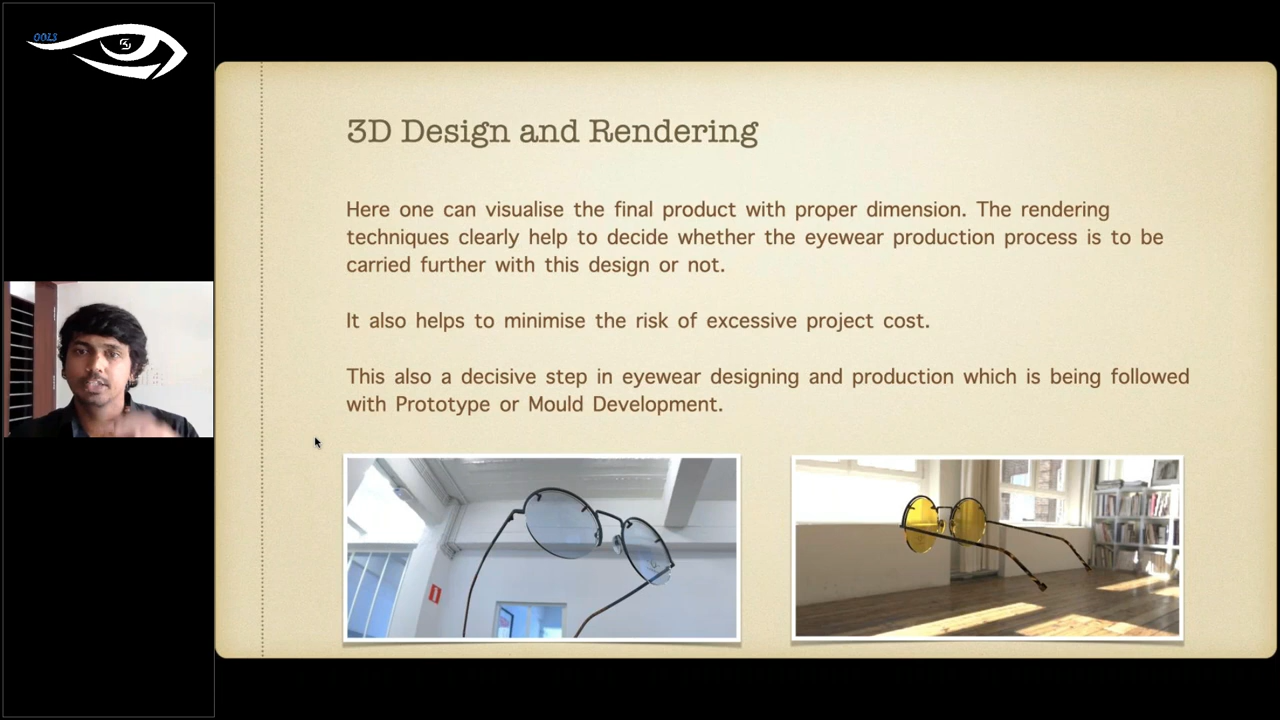 OOLS
3D Design and Rendering
Here one can visualise the final product with proper dimension. The rendering
techniques clearly help to decide whether the eyewear production process is to be
carried further with this design or not.
It also helps to minimise the risk of excessive project cost.
This also a decisive step in eyewear designing and production which is being followed
with Prototype or Mould Development.